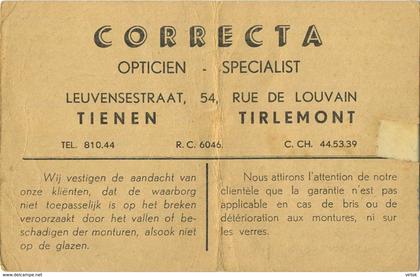 CORRECTA
OPTICIEN - SPECIALIST
LEUVENSESTRAAT, 54, RUE DE LOUVAIN
TIENEN TIRLEMONT
TEL. 810.44 R. C. 6046. C. CH. 44.53.39
Wij vestigen de aandacht van
onze kliënten, dat de waarborg
niet toepasselijk is op het breken
veroorzaakt door het vallen of be-
schadigen der monturen, alsook niet
op de glazen.
Nous attirons l'attention de notre
clientèle que la garantie n'est pas
applicable en cas de bris ou de
détérioration aux montures, ni sur
les verres.